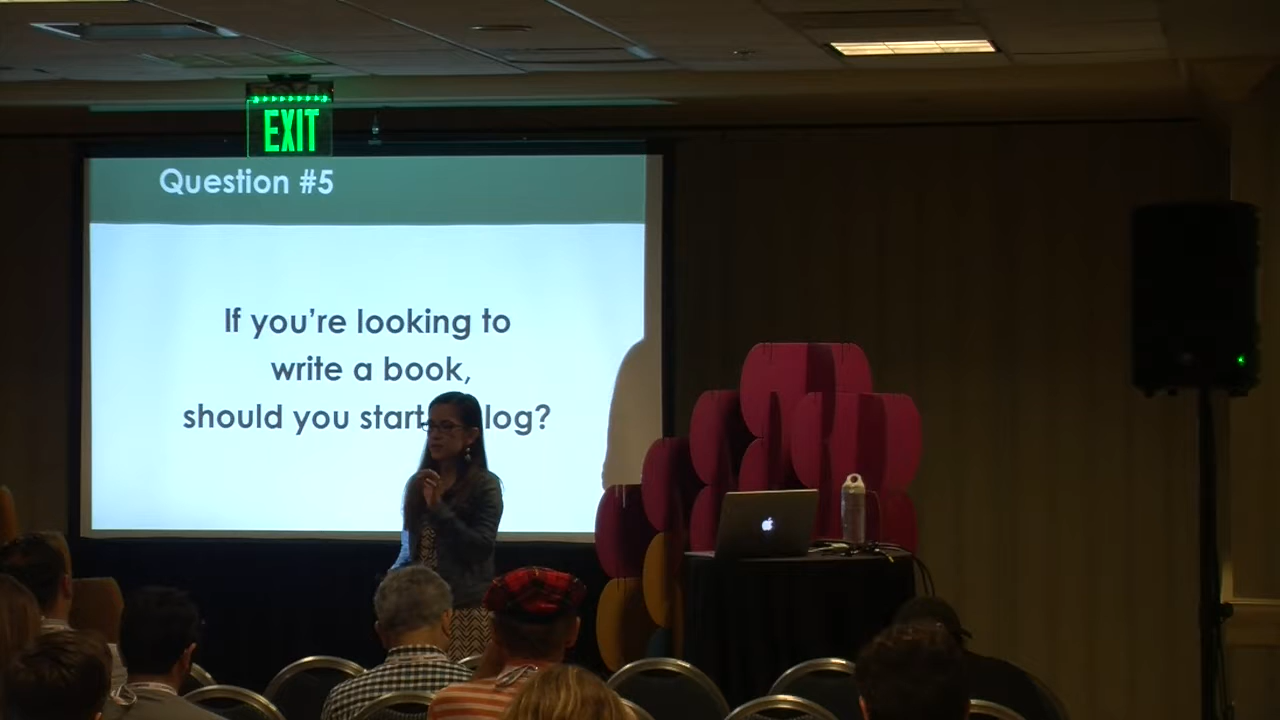 EXIT
Question #5
If you're looking to
write a book,
should you start log?